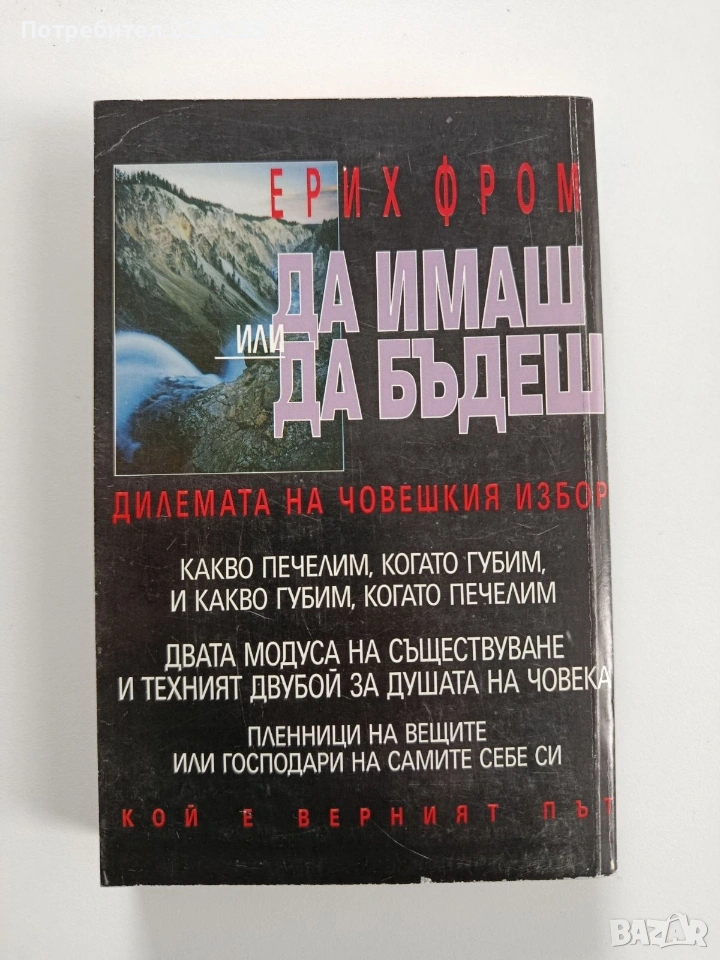 ЕРИХ ФРОМ
ДА ИМАШ
ИЛИ
ДА БЪДЕШ
ДИЛЕМАТА НА ЧОВЕШКИЯ ИЗБОР
КАКВО ПЕЧЕЛИМ, КОГАТО ГУБИМ,
И КАКВО ГУБИМ, КОГАТО ПЕЧЕЛИМ
ДВАТА МОДУСА НА СЪЩЕСТВУВАНЕ
И ТЕХНИЯТ ДВУБОЙ ЗА ДУШАТА НА ЧОВЕКА
ПЛЕННИЦИ НА ВЕЩИТЕ
ИЛИ ГОСПОДАРИ НА САМИТЕ СЕБЕ СИ
КОЙ Е ВЕРНИЯТ ПЪТ
BAZAR